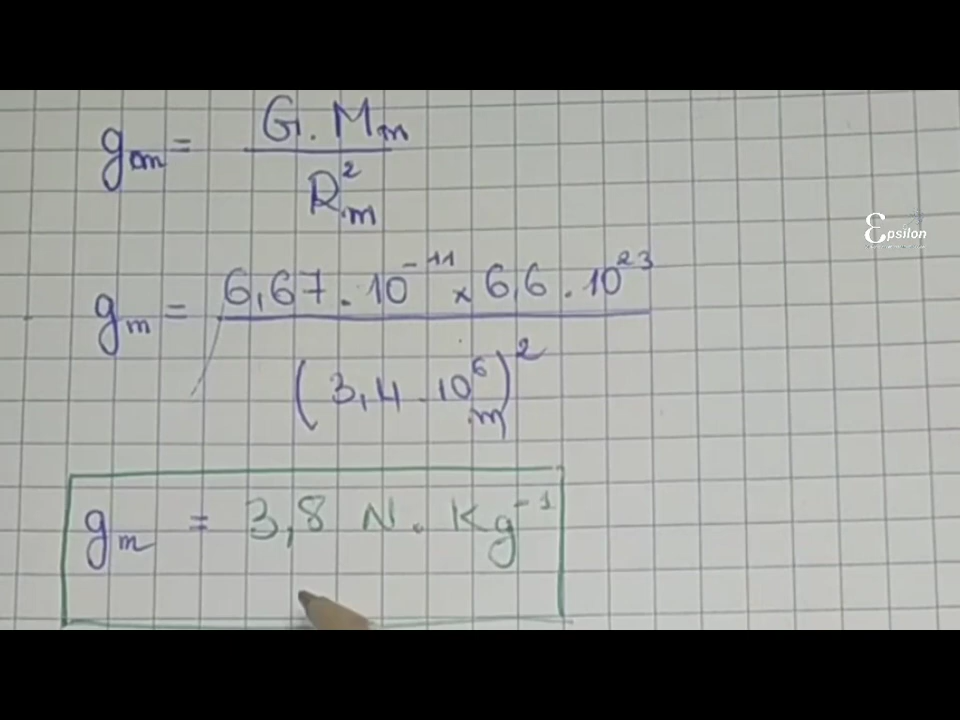 g₀m = G . Mm / R²m
Epsilon
gm = 6,67 . 10⁻¹¹ × 6,6 . 10²³ / (3,4 . 10⁶ m)²
gm = 3,8 N . Kg⁻¹